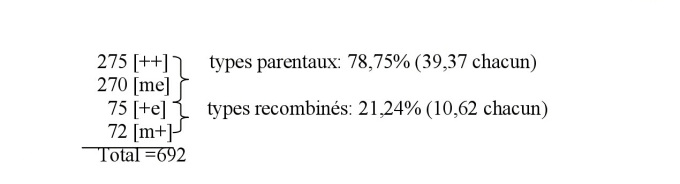 275 [++] types parentaux: 78,75% (39,37 chacun)
270 [me]
75 [+e] types recombinés: 21,24% (10,62 chacun)
72 [m+]
Total =692